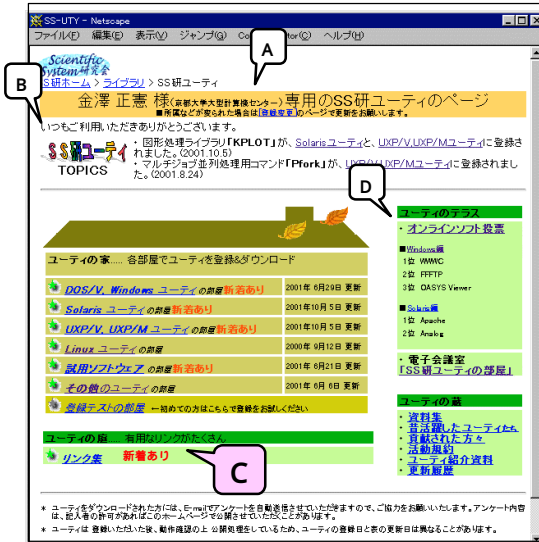 SS-UTY - Netscape
ファイル(F) 編集(E) 表示(V) ジャンプ(G) Co tor(C) ヘルプ(H)
A
Scientific
System研究会
B
SS研ホーム > ライブラリ > SS研ユーティ
金澤 正憲 様(京都大学大型計算機センター)専用のSS研ユーティのページ
■所属などが変られた場合は[登録変更]のページで更新をお願いします。
いつもご利用いただきありがとうございます。
SS研ユーティ
TOPICS
・ 図形処理ライブラリ「KPLOT」が、Solarisユーティと、UXP/V,UXP/Mユーティに登録されました。(2001.10.5)
・ マルチジョブ並列処理用コマンド「Pfork」が、UXP/V,UXP/Mユーティに登録されました。(2001.8.24)
D
ユーティの家..... 各部屋でユーティを登録&ダウンロード
DOS/V, Windows ユーティの部屋新着あり 2001年 6月29日 更新
Solaris ユーティの部屋新着あり 2001年10月 5日 更新
UXP/V, UXP/M ユーティの部屋新着あり 2001年10月 5日 更新
Linux ユーティの部屋 2000年 9月12日 更新
試用ソフトウェアの部屋新着あり 2001年 6月21日 更新
その他のユーティの部屋 2001年 6月 6日 更新
登録テストの部屋 ←初めての方はこちらで登録をお試しください
ユーティの扉..... 有用なリンクがたくさん
リンク集 新着あり
C
ユーティのテラス
・ オンラインソフト投票
■Windows編
1位 WWWC
2位 FFFTP
3位 OASYS Viewer
■Solaris編
1位 Apache
2位 Analog
・ 電子会議室
「SS研ユーティの部屋」
ユーティの蔵
・ 資料集
・ 昔活躍したユーティたち
・ 貢献された方々
・ 活動規約
・ ユーティ紹介資料
・ 更新履歴
* ユーティをダウンロードされた方には、E-mailでアンケートを自動送信させていただきますので、ご協力をお願いいたします。アンケート内容
は、記入者の許可があればこのホームページで公開させていただくことがあります。
* ユーティは 登録いただいた後、動作確認の上 公開処理をしているため、ユーティの登録日と表の更新日は異なることがあります。